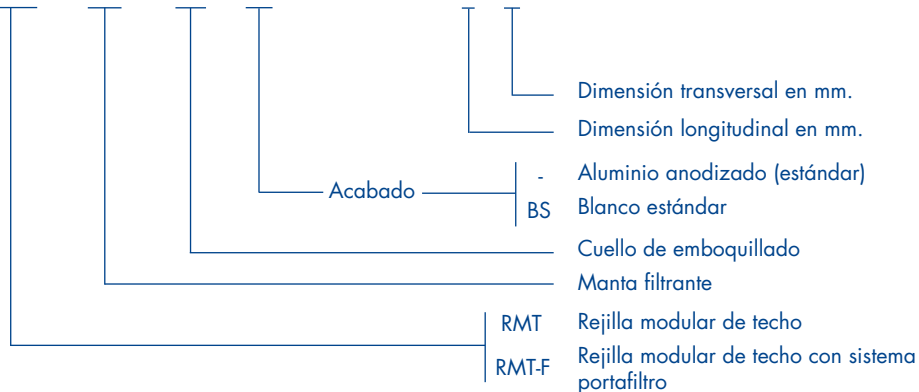 Dimensión transversal en mm.
Dimensión longitudinal en mm.
Acabado
- Aluminio anodizado (estándar)
BS Blanco estándar
Cuello de emboquillado
Manta filtrante
RMT Rejilla modular de techo
RMT-F Rejilla modular de techo con sistema
portafiltro